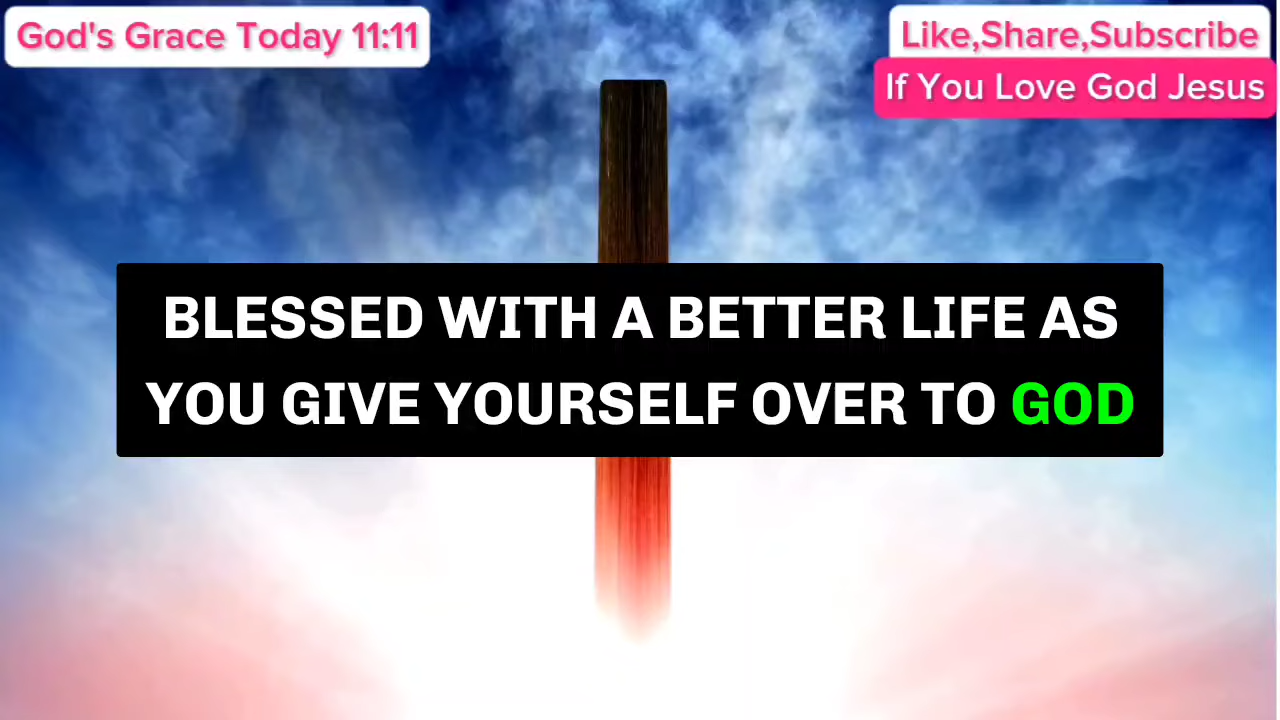 God's Grace Today 11:11
Like,Share,Subscribe
If You Love God Jesus
BLESSED WITH A BETTER LIFE AS
YOU GIVE YOURSELF OVER TO GOD